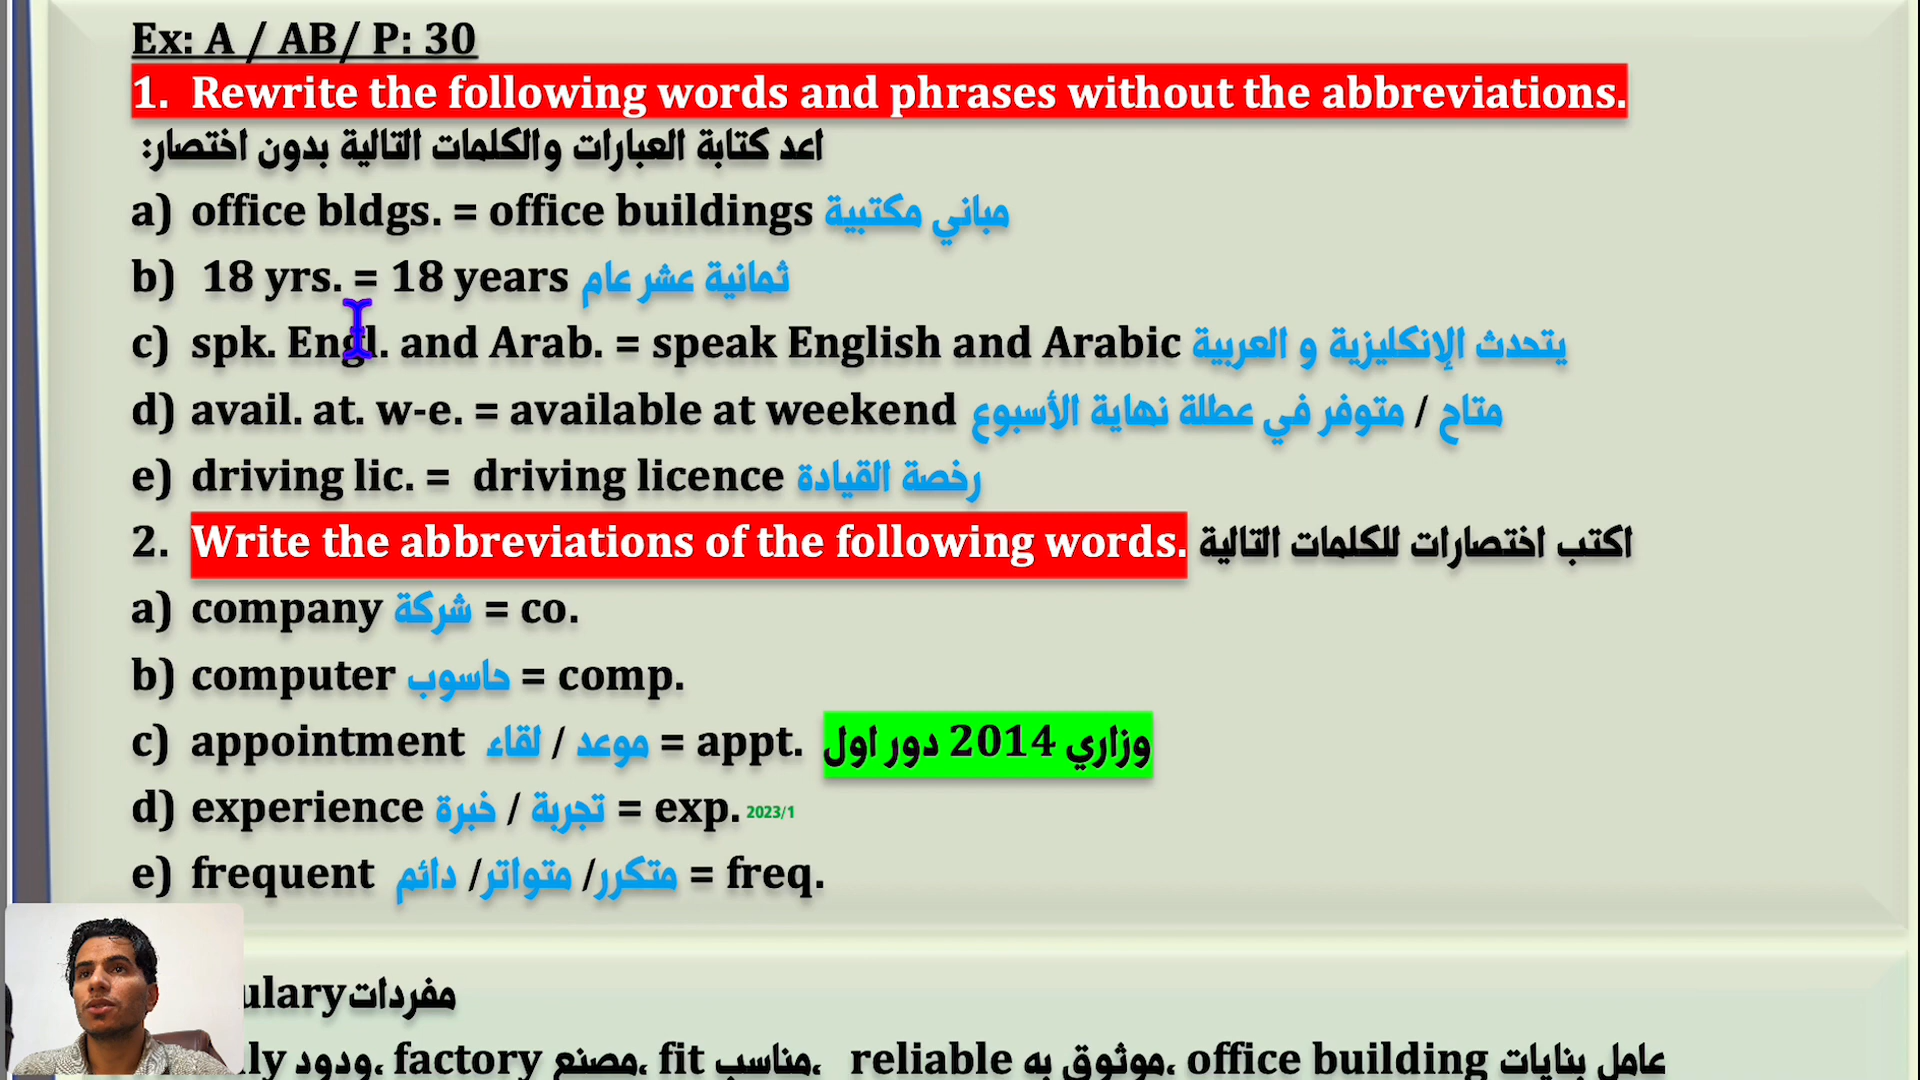 Ex: A / AB/ P: 30
1. Rewrite the following words and phrases without the abbreviations.
اعد كتابة العبارات والكلمات التالية بدون اختصار:
a) office bldgs. = office buildings مباني مكتبية
b) 18 yrs. = 18 years ثمانية عشر عام
c) spk. Engl. and Arab. = speak English and Arabic يتحدث الإنكليزية و العربية
d) avail. at. w-e. = available at weekend متاح / متوفر في عطلة نهاية الأسبوع
e) driving lic. = driving licence رخصة القيادة
2. Write the abbreviations of the following words. اكتب اختصارات للكلمات التالية
a) company شركة = co.
b) computer حاسوب = comp.
c) appointment موعد / لقاء = appt. وزاري 2014 دور اول
d) experience تجربة / خبرة = exp. 2023/1
e) frequent متكرر/ متواتر/ دائم = freq.
ulary مفردات
ly ودود، factory مصنع، fit مناسب، reliable موثوق به، office building عامل بنايات